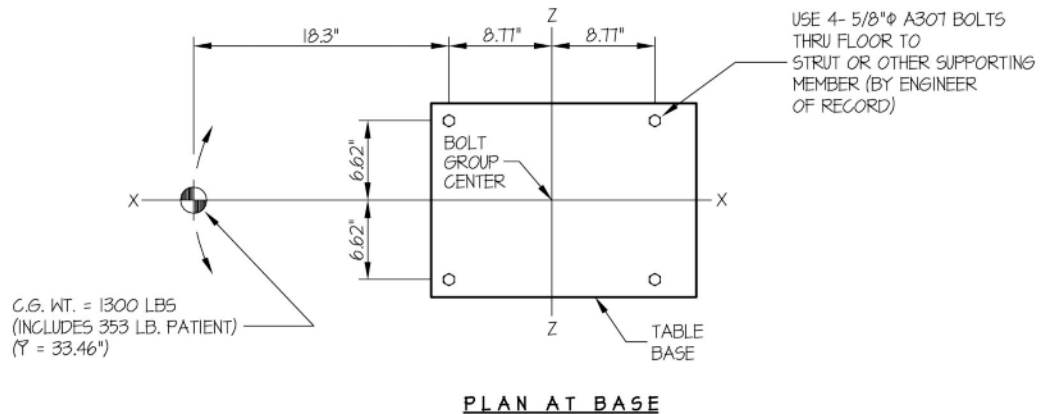 Z
18.3"
8.77"
8.77"
USE 4- 5/8"Φ A307 BOLTS
THRU FLOOR TO
STRUT OR OTHER SUPPORTING
MEMBER (BY ENGINEER
OF RECORD)
6.62"
BOLT
GROUP
CENTER
X
X
6.62"
C.G. WT. = 1300 LBS
(INCLUDES 353 LB. PATIENT)
(Ȳ = 33.46")
Z
TABLE
BASE
PLAN AT BASE